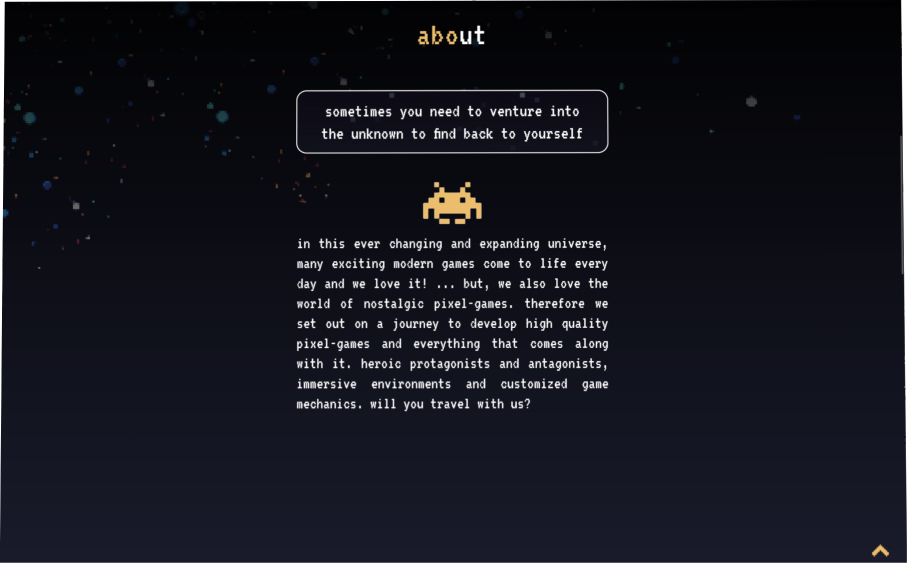 about
sometimes you need to venture into
the unknown to find back to yourself
in this ever changing and expanding universe,
many exciting modern games come to life every
day and we love it! ... but, we also love the
world of nostalgic pixel-games. therefore we
set out on a journey to develop high quality
pixel-games and everything that comes along
with it. heroic protagonists and antagonists,
immersive environments and customized game
mechanics. will you travel with us?